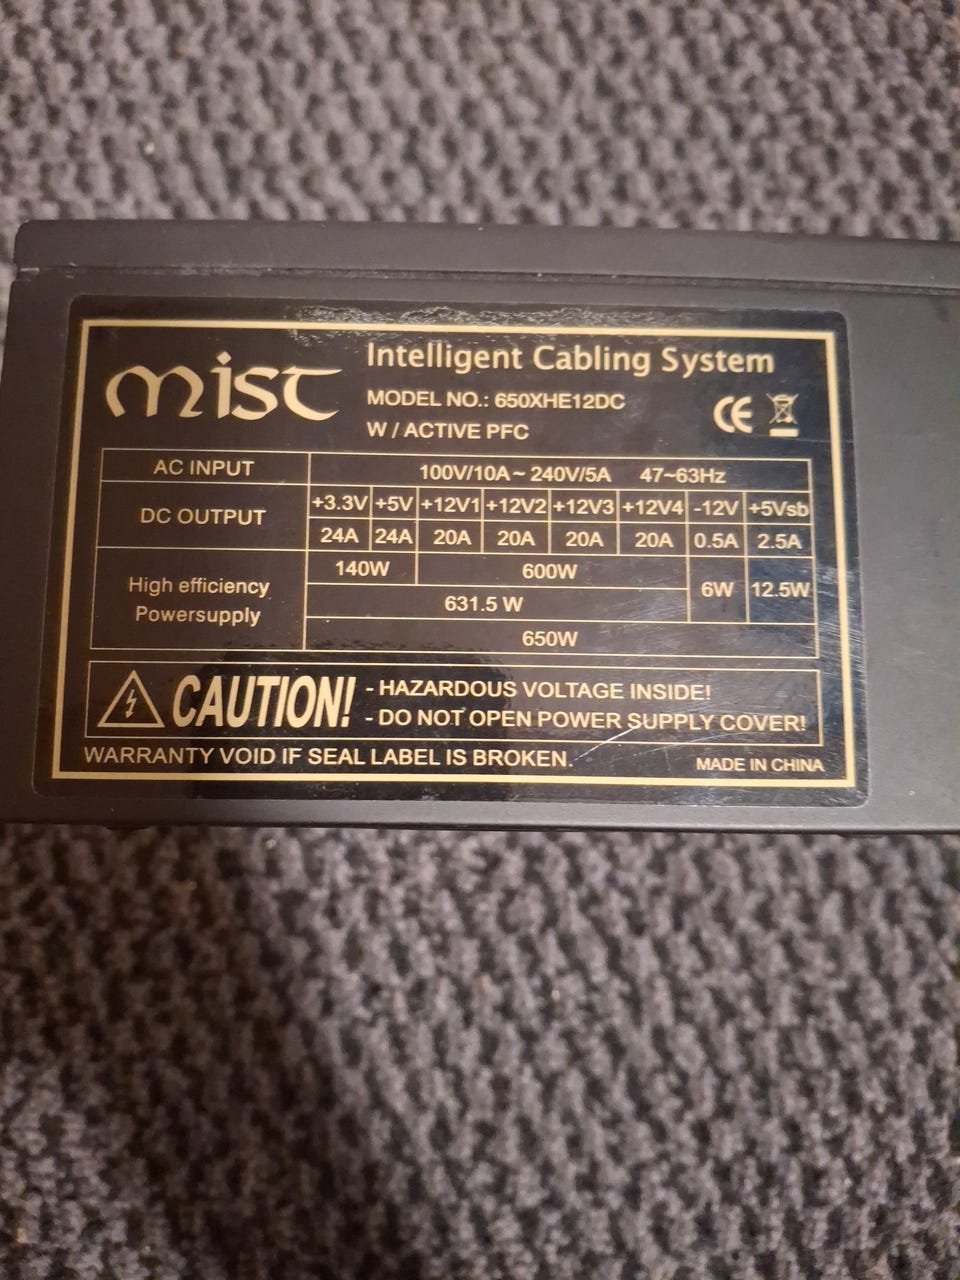 mist
Intelligent Cabling System
MODEL NO.: 650XHE12DC
W / ACTIVE PFC
CE
AC INPUT 100V/10A~ 240V/5A 47~63Hz
DC OUTPUT +3.3V +5V +12V1 +12V2 +12V3 +12V4 -12V +5Vsb
24A 24A 20A 20A 20A 20A 0.5A 2.5A
High efficiency
Powersupply
140W 600W 6W 12.5W
631.5 W
650W
CAUTION!
- HAZARDOUS VOLTAGE INSIDE!
- DO NOT OPEN POWER SUPPLY COVER!
WARRANTY VOID IF SEAL LABEL IS BROKEN.
MADE IN CHINA